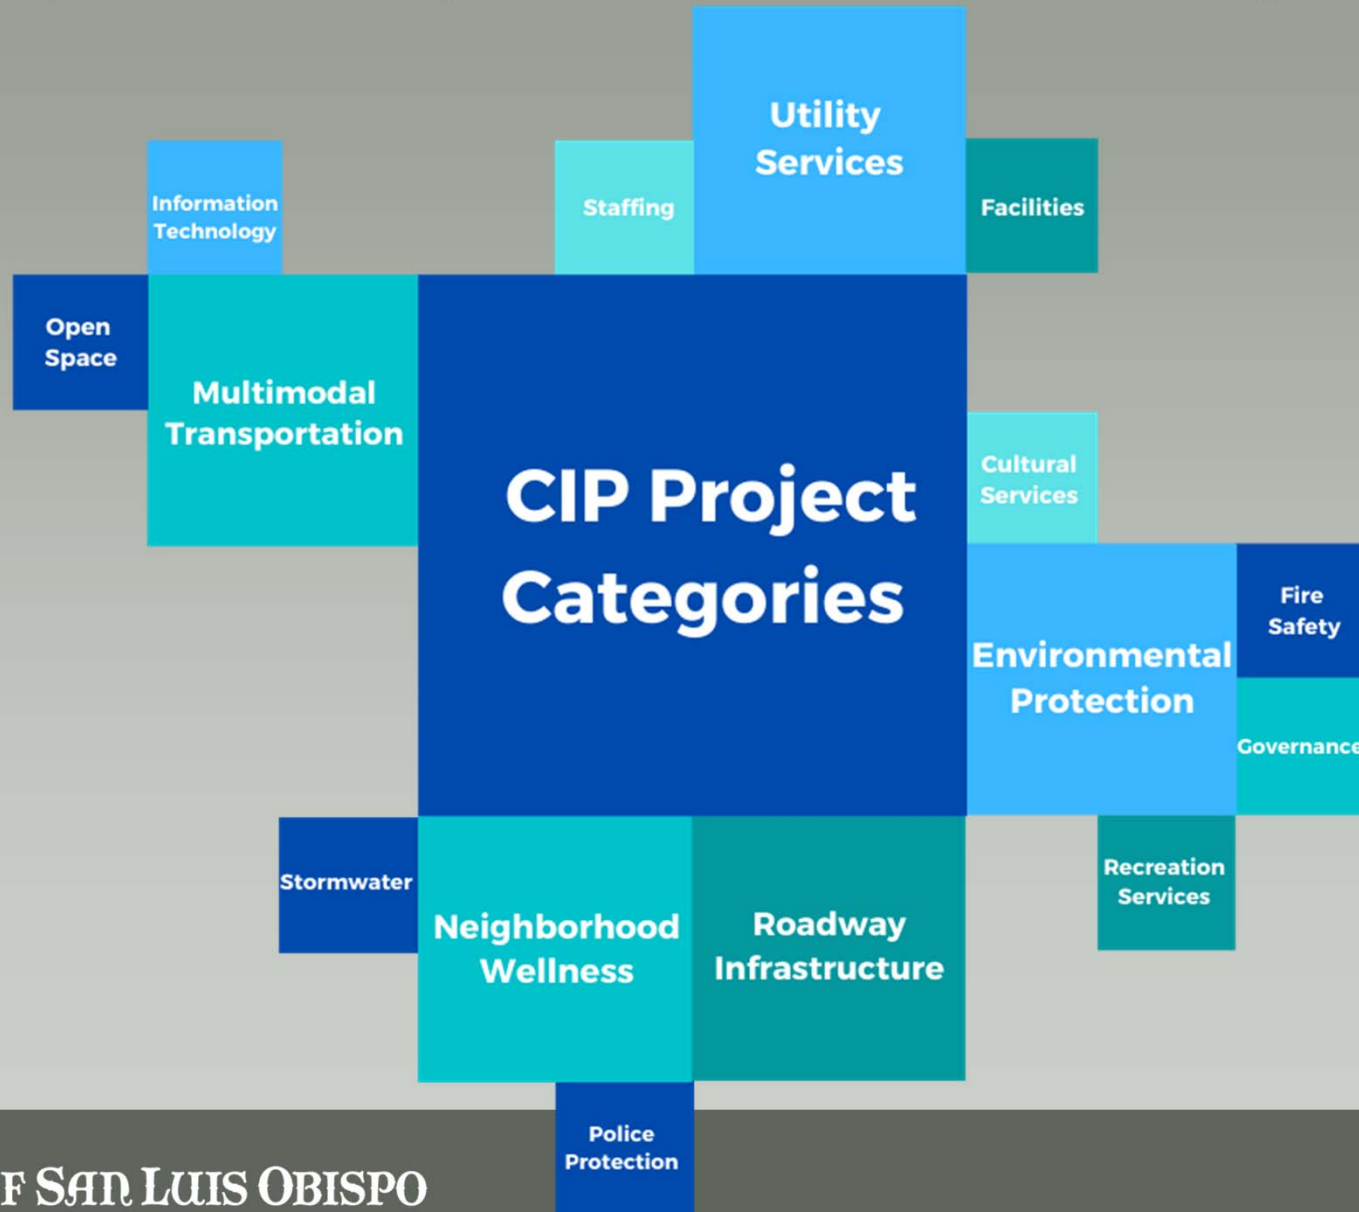 Utility
Services
Information
Technology
Staffing
Facilities
Open
Space
Multimodal
Transportation
CIP Project
Categories
Cultural
Services
Environmental
Protection
Fire
Safety
Governance
Stormwater
Neighborhood
Wellness
Roadway
Infrastructure
Recreation
Services
Police
Protection
SAN LUIS OBISPO